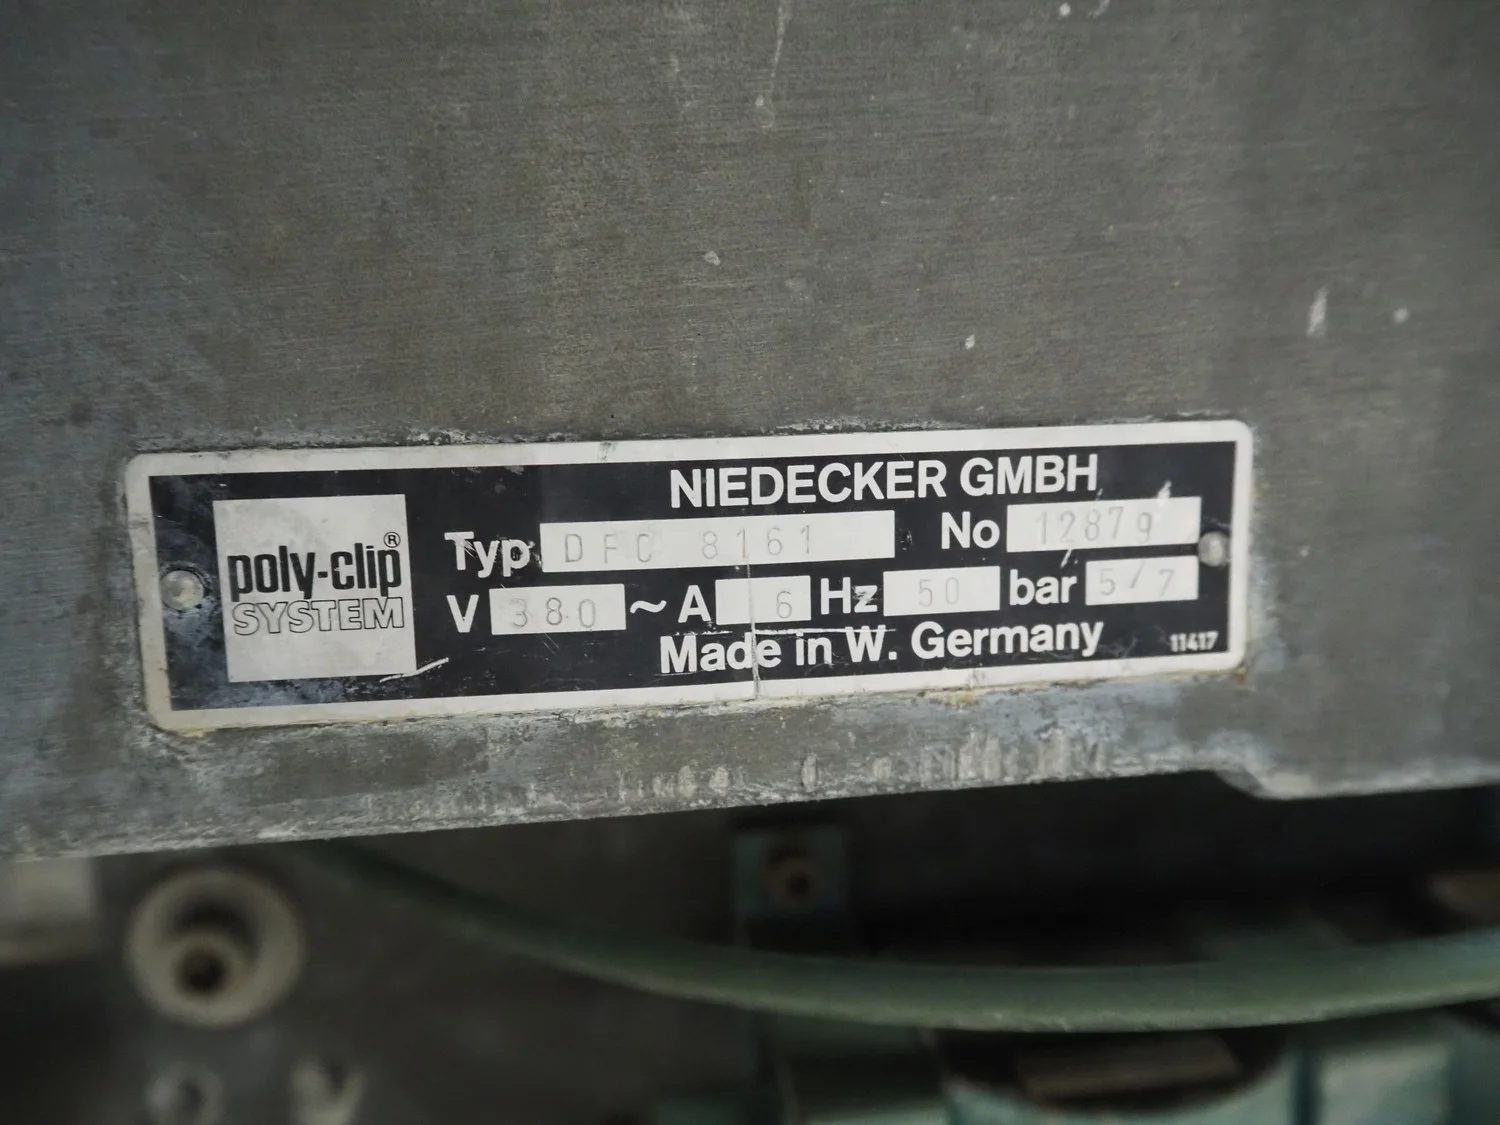 poly-clip®
SYSTEM
NIEDECKER GMBH
Typ DFC 8161 No 12879
V 380 ~ A 6 Hz 50 bar 5/7
Made in W. Germany 11417